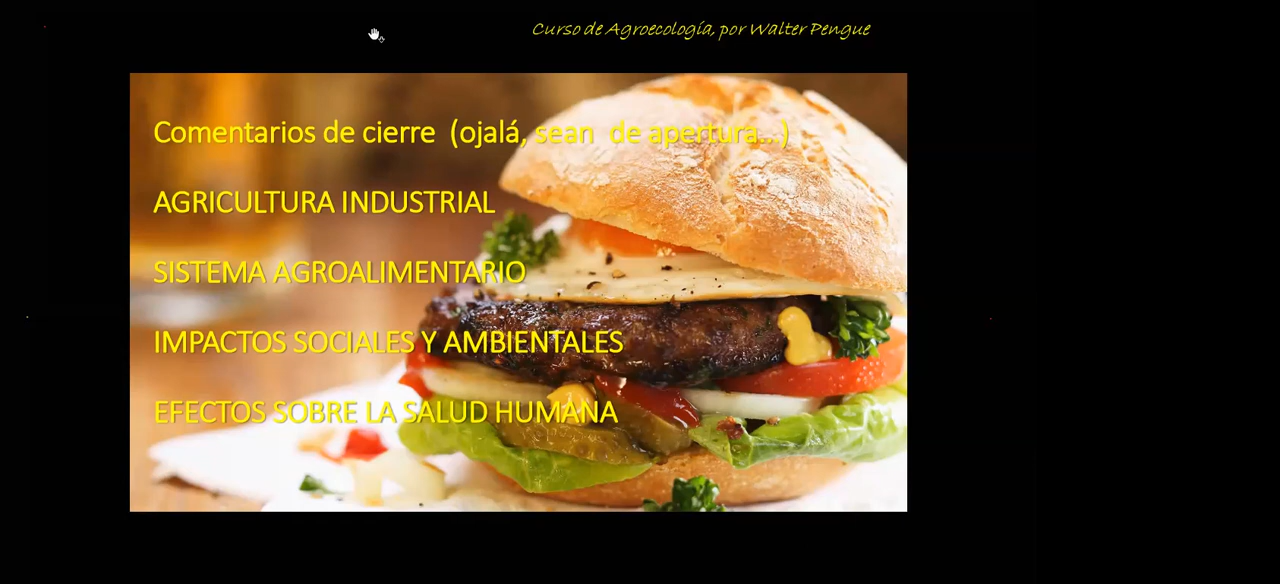 Curso de Agroecología, por Walter Pengue
Comentarios de cierre (ojalá, sean de apertura...)
AGRICULTURA INDUSTRIAL
SISTEMA AGROALIMENTARIO
IMPACTOS SOCIALES Y AMBIENTALES
EFECTOS SOBRE LA SALUD HUMANA